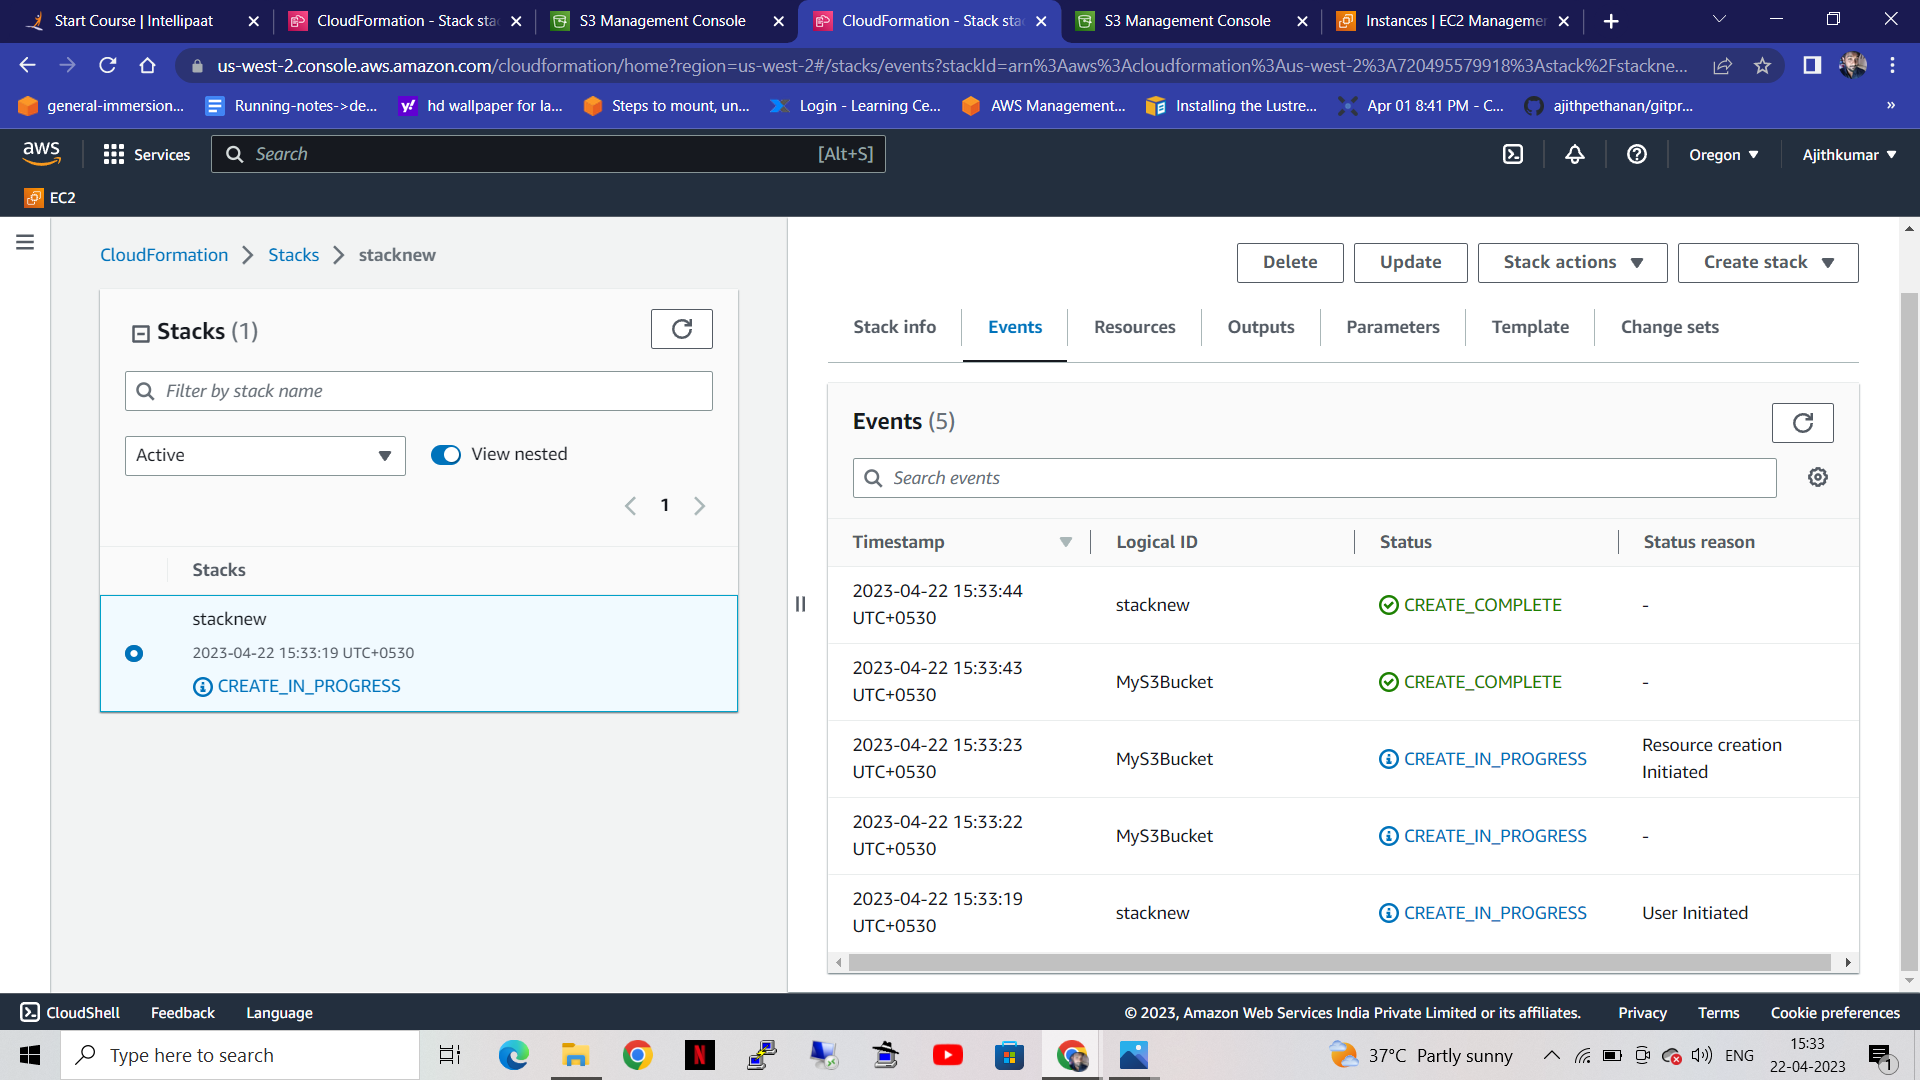 Start Course | Intellipaat
CloudFormation - Stack sta
S3 Management Console
CloudFormation - Stack sta
S3 Management Console
Instances | EC2 Managemen
us-west-2.console.aws.amazon.com/cloudformation/home?region=us-west-2#/stacks/events?stackId=arn%3Aaws%3Acloudformation%3Aus-west-2%3A720495579918%3Astack%2Fstackne...
general-immersion...
Running-notes->de...
hd wallpaper for la...
Steps to mount, un...
Login - Learning Ce...
AWS Management...
Installing the Lustre...
Apr 01 8:41 PM - C...
ajithpethanan/gitpr...
»
aws
Services
Search
[Alt+S]
Oregon
Ajithkumar
EC2
CloudFormation
Stacks
stacknew
Delete
Update
Stack actions
Create stack
Stacks (1)
Filter by stack name
Active
View nested
1
Stacks
stacknew
2023-04-22 15:33:19 UTC+0530
CREATE_IN_PROGRESS
Stack info
Events
Resources
Outputs
Parameters
Template
Change sets
Events (5)
Search events
Timestamp
Logical ID
Status
Status reason
2023-04-22 15:33:44
UTC+0530
stacknew
CREATE_COMPLETE
-
2023-04-22 15:33:43
UTC+0530
MyS3Bucket
CREATE_COMPLETE
-
2023-04-22 15:33:23
UTC+0530
MyS3Bucket
CREATE_IN_PROGRESS
Resource creation
Initiated
2023-04-22 15:33:22
UTC+0530
MyS3Bucket
CREATE_IN_PROGRESS
-
2023-04-22 15:33:19
UTC+0530
stacknew
CREATE_IN_PROGRESS
User Initiated
CloudShell
Feedback
Language
© 2023, Amazon Web Services India Private Limited or its affiliates.
Privacy
Terms
Cookie preferences
Type here to search
N
37°C Partly sunny
ENG
15:33
22-04-2023
1